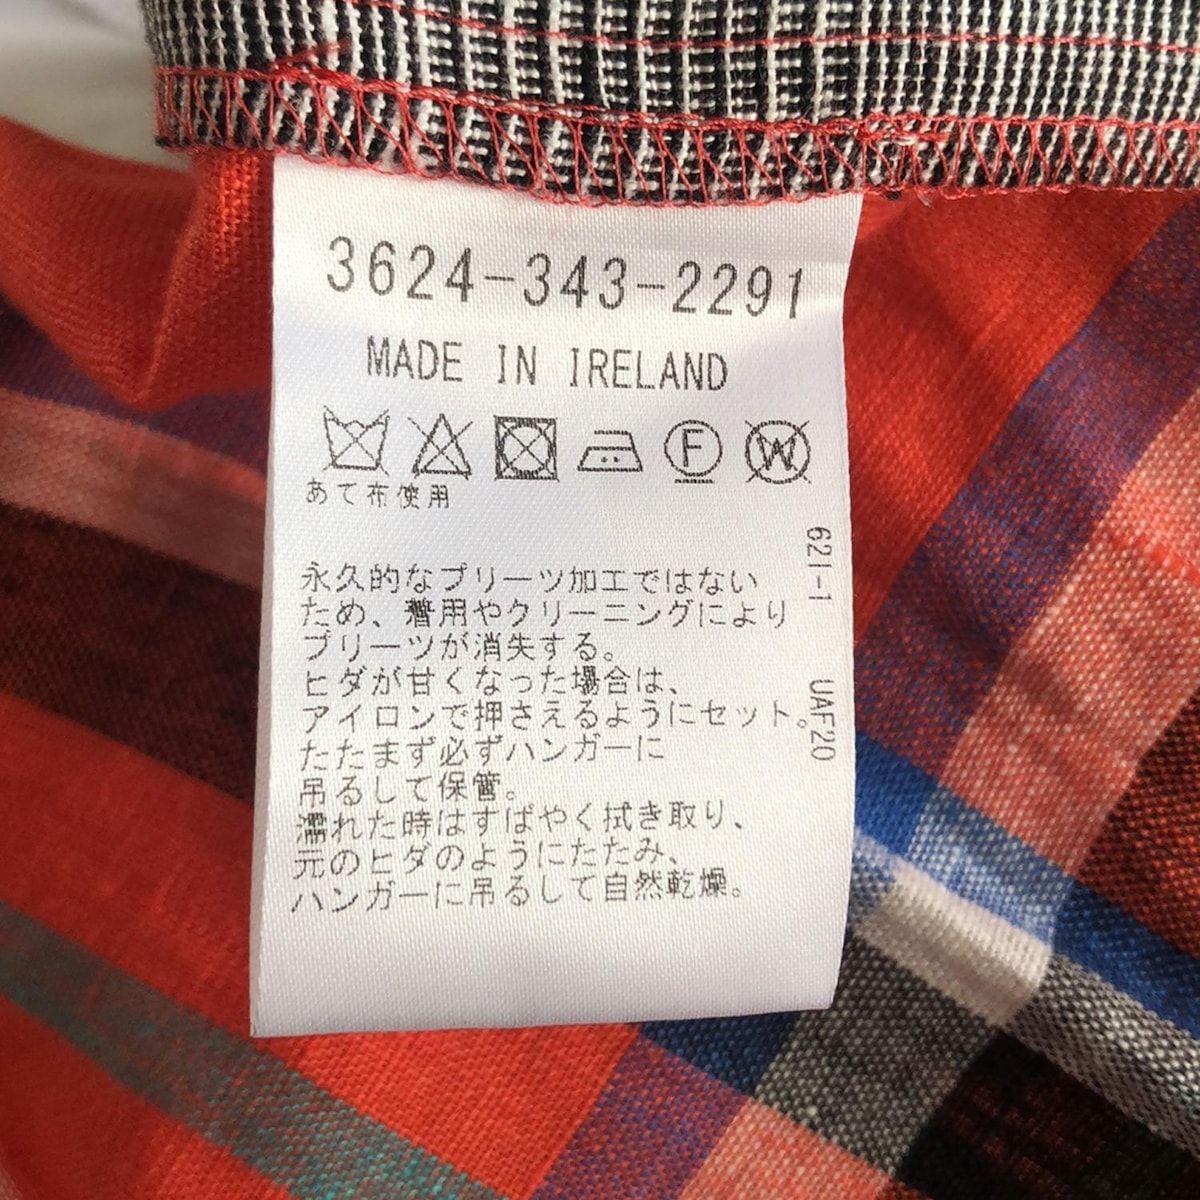 3624-343-2291
MADE IN IRELAND
F W
あて布使用
永久的なプリーツ加工ではない
ため、着用やクリーニングにより
プリーツが消失する。
ヒダが甘くなった場合は、
アイロンで押さえるようにセット。
たたまず必ずハンガーに
吊るして保管。
濡れた時はすばやく拭き取り、
元のヒダのようにたたみ、
ハンガーに吊るして自然乾燥。
621-1 UAF20